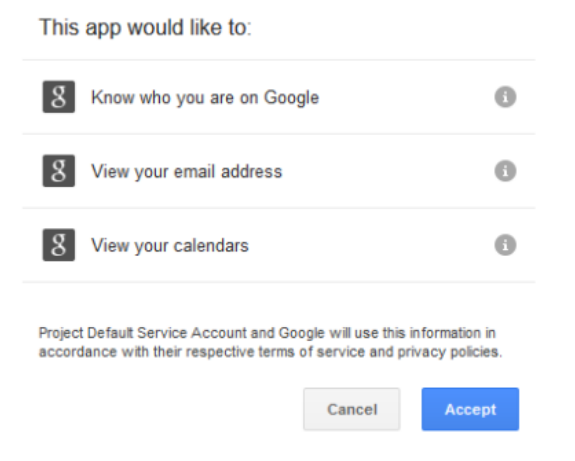 This app would like to:
g Know who you are on Google i
g View your email address i
g View your calendars i
Project Default Service Account and Google will use this information in
accordance with their respective terms of service and privacy policies.
Cancel Accept